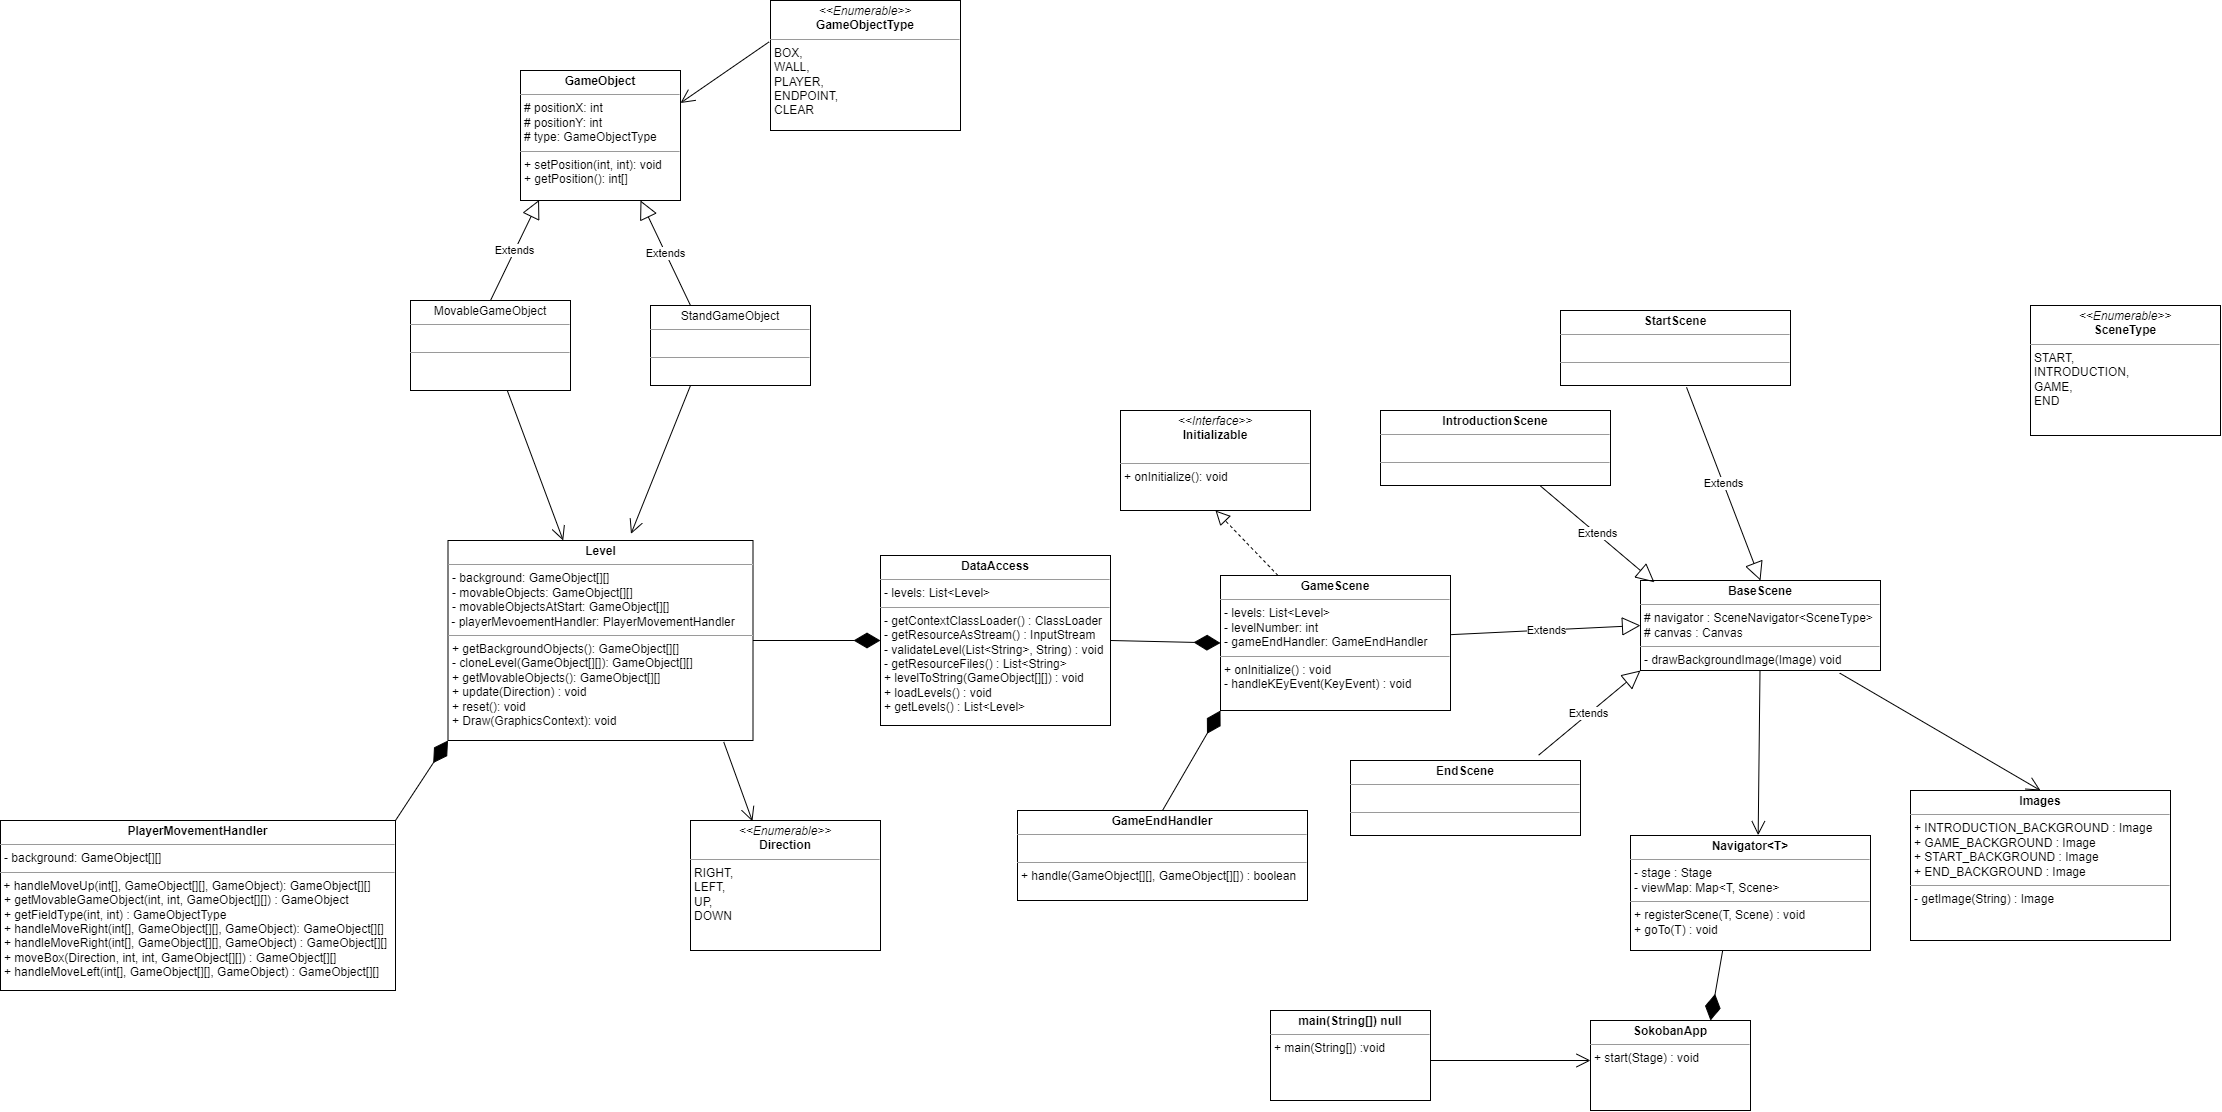 <<Enumerable>>
GameObjectType
BOX,
WALL,
PLAYER,
ENDPOINT,
CLEAR
GameObject
# positionX: int
# positionY: int
# type: GameObjectType
+ setPosition(int, int): void
+ getPosition(): int[]
Extends
Extends
MovableGameObject
StandGameObject
StartScene
<<Enumerable>>
SceneType
START,
INTRODUCTION,
GAME,
END
<<Interface>>
Initializable
+ onInitialize(): void
IntroductionScene
Extends
Extends
Level
- background: GameObject[][]
- movableObjects: GameObject[][]
- movableObjectsAtStart: GameObject[][]
- playerMevoementHandler: PlayerMovementHandler
+ getBackgroundObjects(): GameObject[][]
- cloneLevel(GameObject[][]): GameObject[][]
+ getMovableObjects(): GameObject[][]
+ update(Direction) : void
+ reset(): void
+ Draw(GraphicsContext): void
DataAccess
- levels: List<Level>
- getContextClassLoader() : ClassLoader
- getResourceAsStream() : InputStream
- validateLevel(List<String>, String) : void
- getResourceFiles() : List<String>
+ levelToString(GameObject[][]) : void
+ loadLevels() : void
+ getLevels() : List<Level>
GameScene
- levels: List<Level>
- levelNumber: int
- gameEndHandler: GameEndHandler
+ onInitialize() : void
- handleKEyEvent(KeyEvent) : void
Extends
BaseScene
# navigator : SceneNavigator<SceneType>
# canvas : Canvas
- drawBackgroundImage(Image) void
Extends
EndScene
PlayerMovementHandler
- background: GameObject[][]
+ handleMoveUp(int[], GameObject[][], GameObject): GameObject[][]
+ getMovableGameObject(int, int, GameObject[][]) : GameObject
+ getFieldType(int, int) : GameObjectType
+ handleMoveRight(int[], GameObject[][], GameObject): GameObject[][]
+ handleMoveRight(int[], GameObject[][], GameObject) : GameObject[][]
+ moveBox(Direction, int, int, GameObject[][]) : GameObject[][]
+ handleMoveLeft(int[], GameObject[][], GameObject) : GameObject[][]
<<Enumerable>>
Direction
RIGHT,
LEFT,
UP,
DOWN
GameEndHandler
+ handle(GameObject[][], GameObject[][]) : boolean
Navigator<T>
- stage : Stage
- viewMap: Map<T, Scene>
+ registerScene(T, Scene) : void
+ goTo(T) : void
Images
+ INTRODUCTION_BACKGROUND : Image
+ GAME_BACKGROUND : Image
+ START_BACKGROUND : Image
+ END_BACKGROUND : Image
- getImage(String) : Image
main(String[]) null
+ main(String[]) :void
SokobanApp
+ start(Stage) : void